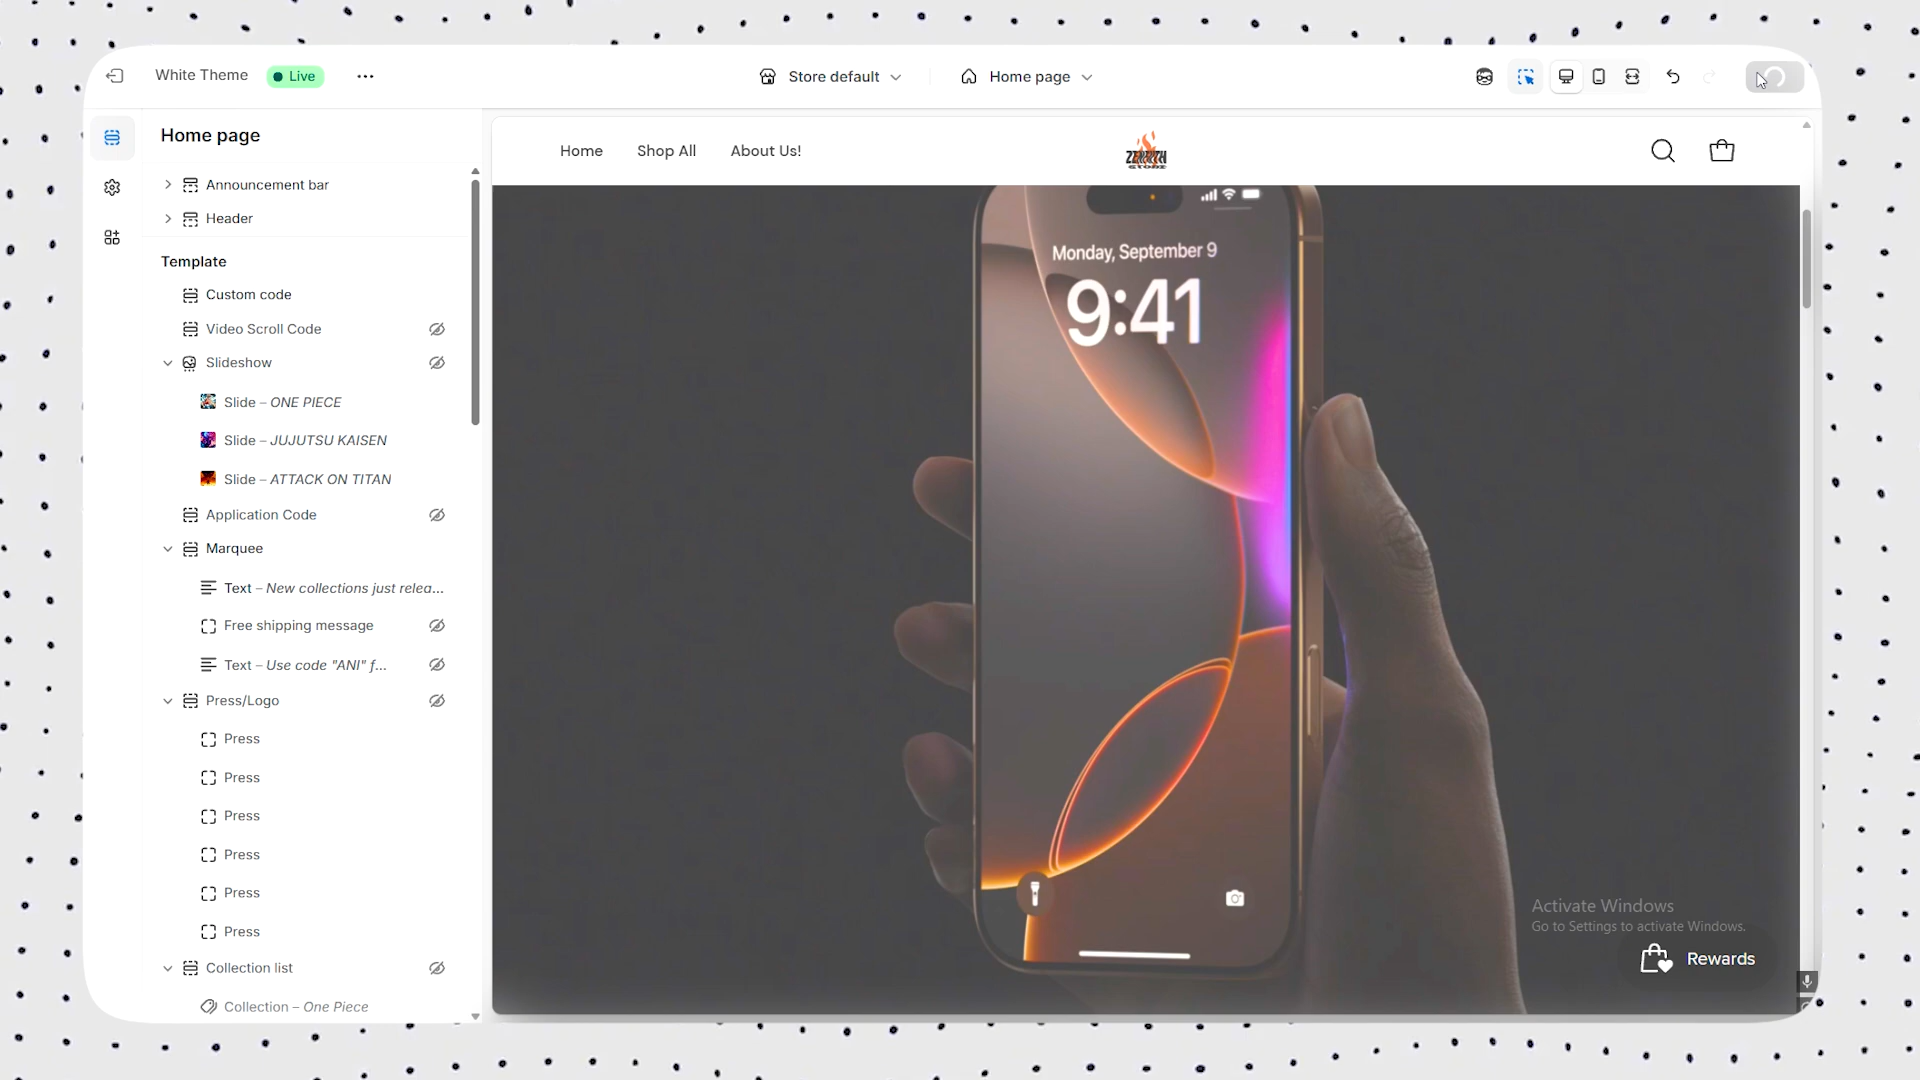 White Theme
Live
Store default
Home page
Home page
Announcement bar
Header
Template
Custom code
Video Scroll Code
Slideshow
Slide – ONE PIECE
Slide – JUJUTSU KAISEN
Slide – ATTACK ON TITAN
Application Code
Marquee
Text – New collections just relea...
Free shipping message
Text – Use code "ANI" f...
Press/Logo
Press
Press
Press
Press
Press
Press
Collection list
Collection – One Piece
Home
Shop All
About Us!
STORE
Monday, September 9
9:41
Activate Windows
Go to Settings to activate Windows.
Rewards